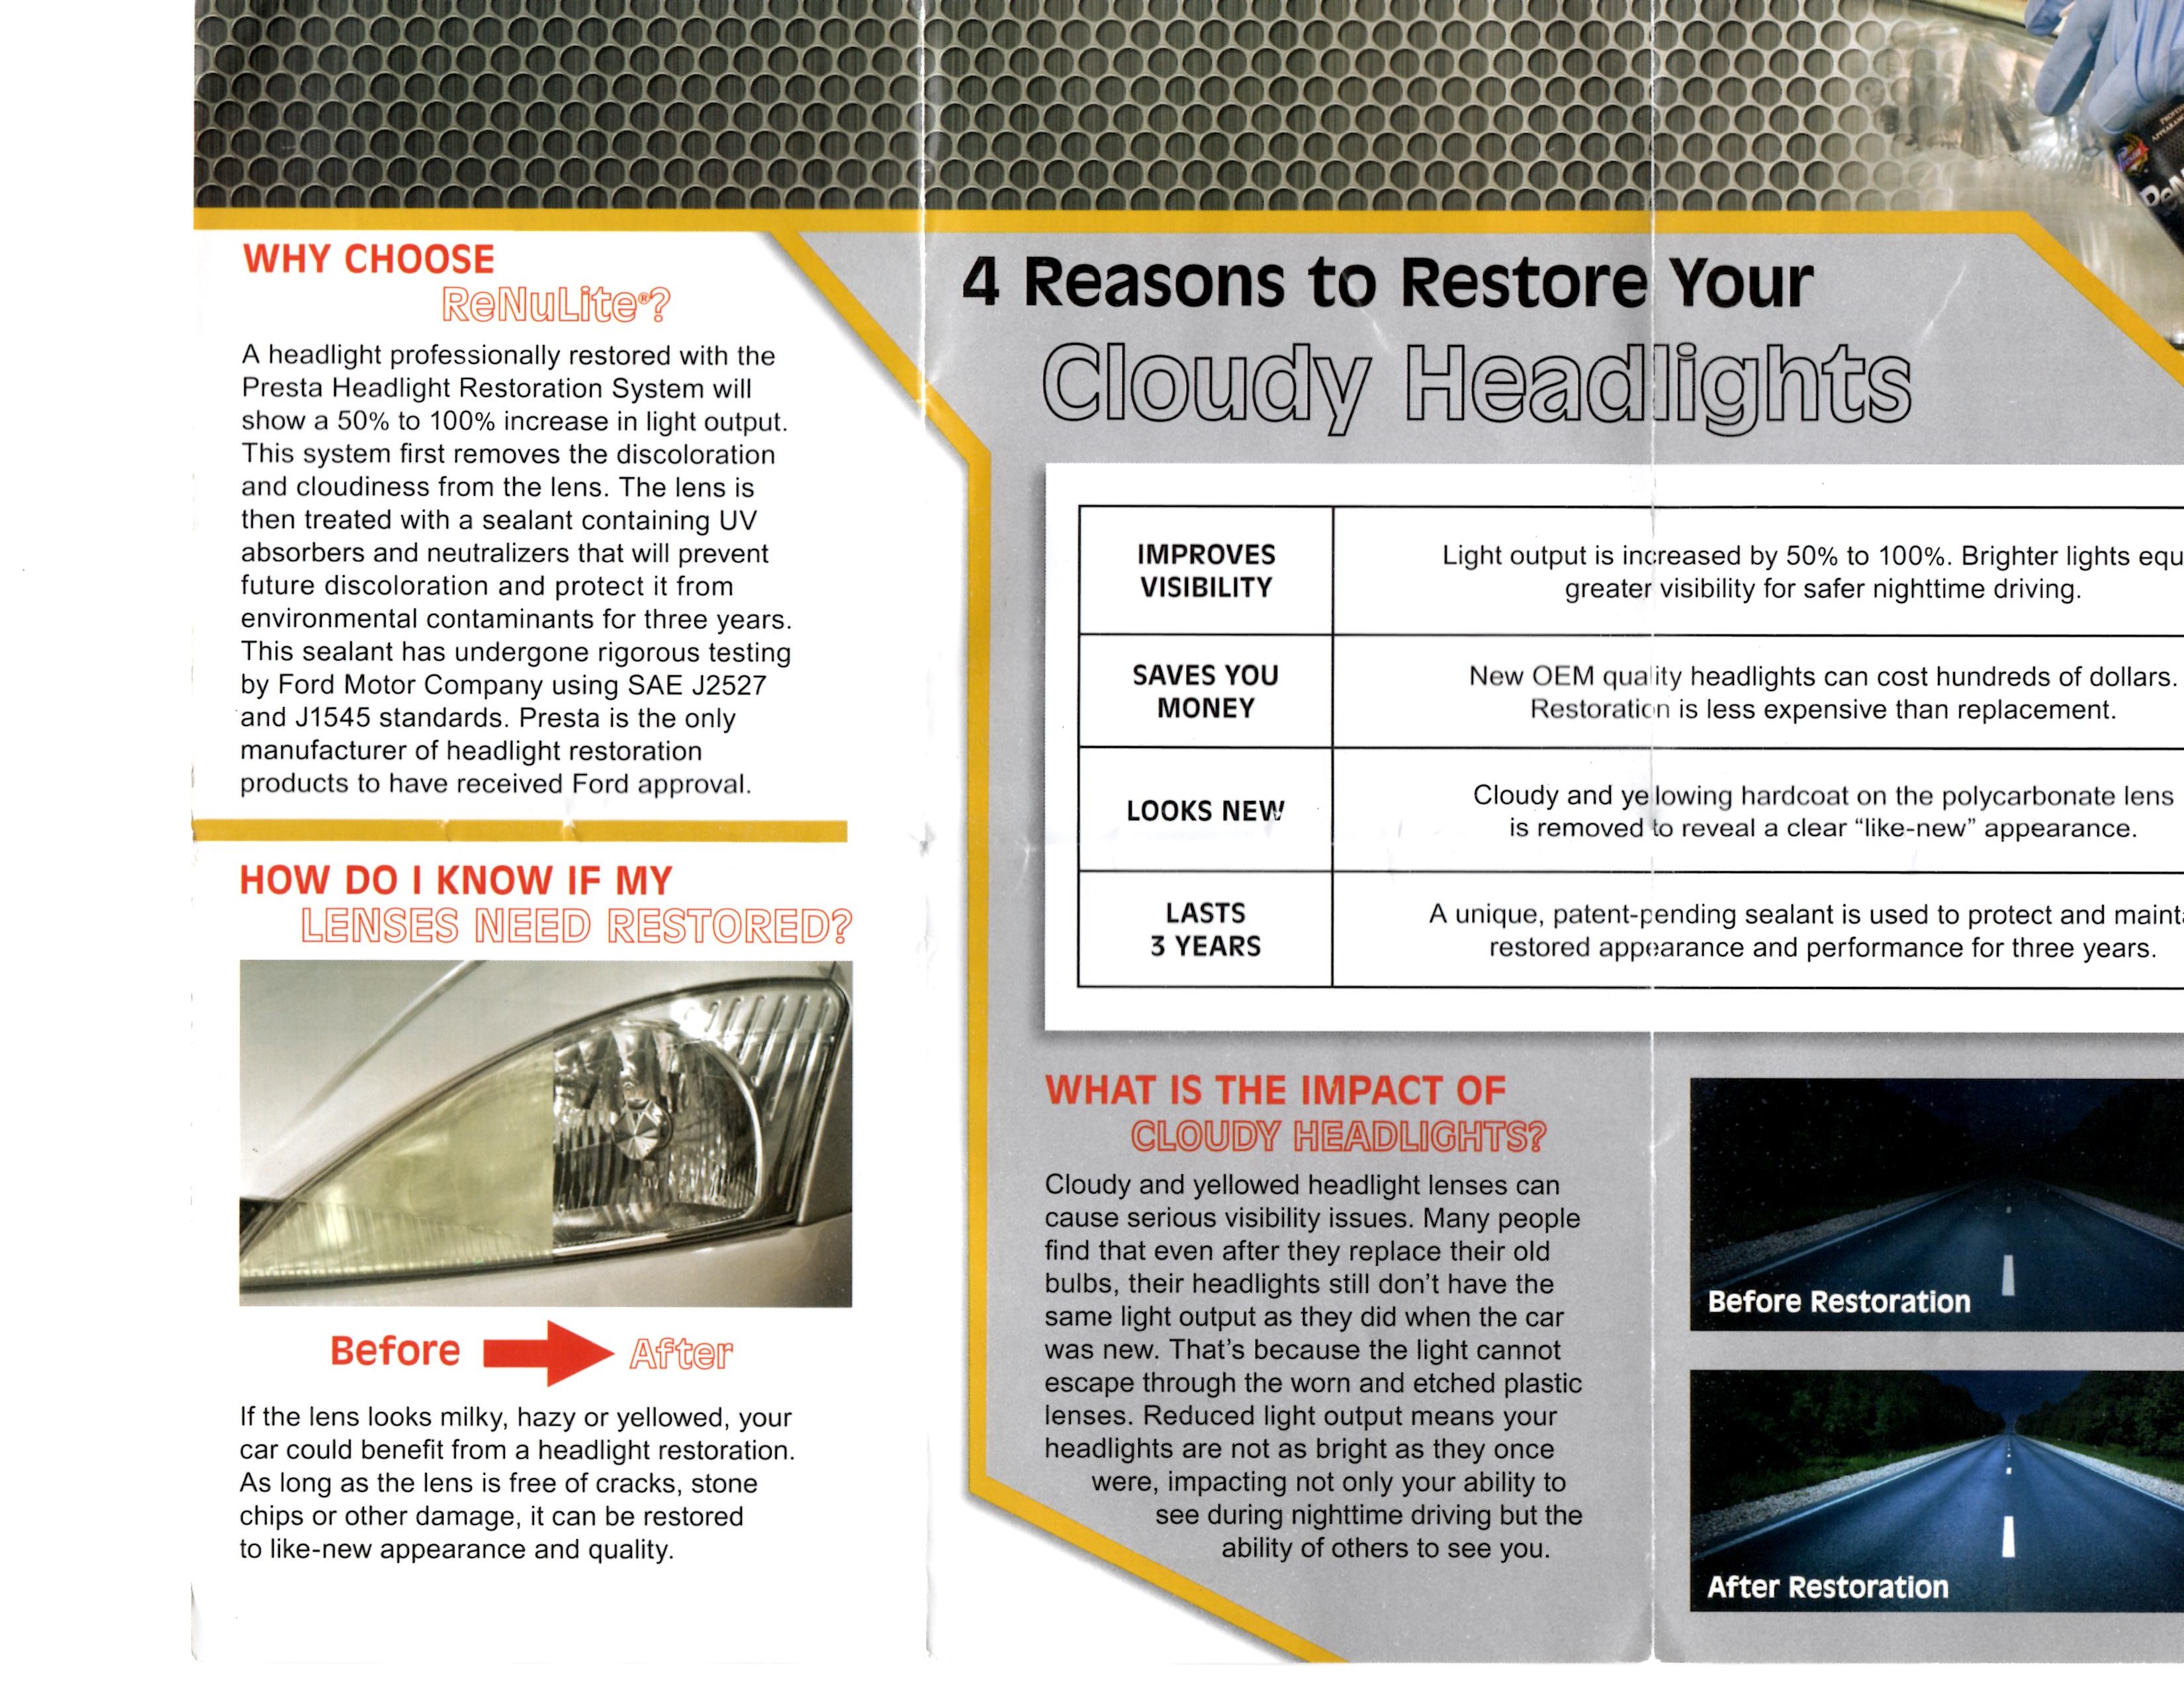 WHY CHOOSE
ReNuLite®?
A headlight professionally restored with the
Presta Headlight Restoration System will
show a 50% to 100% increase in light output.
This system first removes the discoloration
and cloudiness from the lens. The lens is
then treated with a sealant containing UV
absorbers and neutralizers that will prevent
future discoloration and protect it from
environmental contaminants for three years.
This sealant has undergone rigorous testing
by Ford Motor Company using SAE J2527
and J1545 standards. Presta is the only
manufacturer of headlight restoration
products to have received Ford approval.
HOW DO I KNOW IF MY
LENSES NEED RESTORED?
Before After
If the lens looks milky, hazy or yellowed, your
car could benefit from a headlight restoration.
As long as the lens is free of cracks, stone
chips or other damage, it can be restored
to like-new appearance and quality.
4 Reasons to Restore Your
Cloudy Headlights
IMPROVES
VISIBILITY
Light output is increased by 50% to 100%. Brighter lights equ
greater visibility for safer nighttime driving.
SAVES YOU
MONEY
New OEM quality headlights can cost hundreds of dollars.
Restoration is less expensive than replacement.
LOOKS NEW
Cloudy and yellowing hardcoat on the polycarbonate lens
is removed to reveal a clear “like-new” appearance.
LASTS
3 YEARS
A unique, patent-pending sealant is used to protect and maint
restored appearance and performance for three years.
WHAT IS THE IMPACT OF
CLOUDY HEADLIGHTS?
Cloudy and yellowed headlight lenses can
cause serious visibility issues. Many people
find that even after they replace their old
bulbs, their headlights still don’t have the
same light output as they did when the car
was new. That’s because the light cannot
escape through the worn and etched plastic
lenses. Reduced light output means your
headlights are not as bright as they once
were, impacting not only your ability to
see during nighttime driving but the
ability of others to see you.
Before Restoration
After Restoration